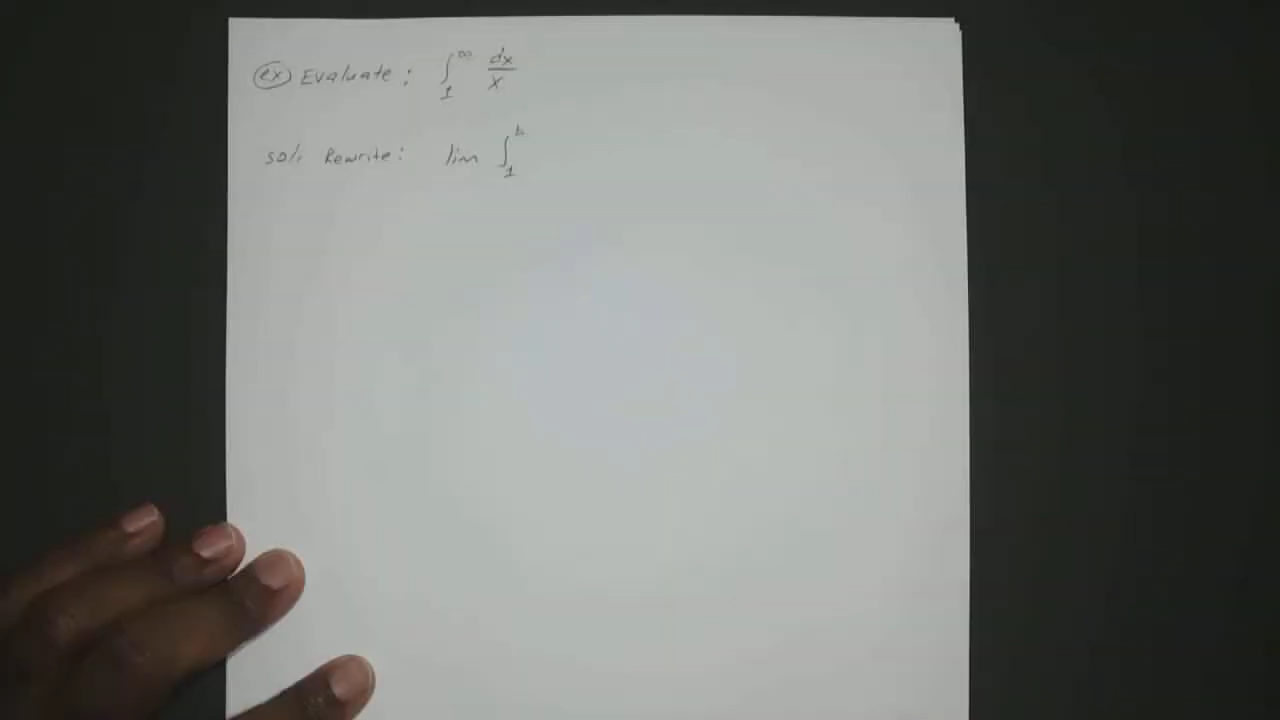 ex Evaluate: ∫₁^∞ dx/x
sol: Rewrite: lim ∫₁^b